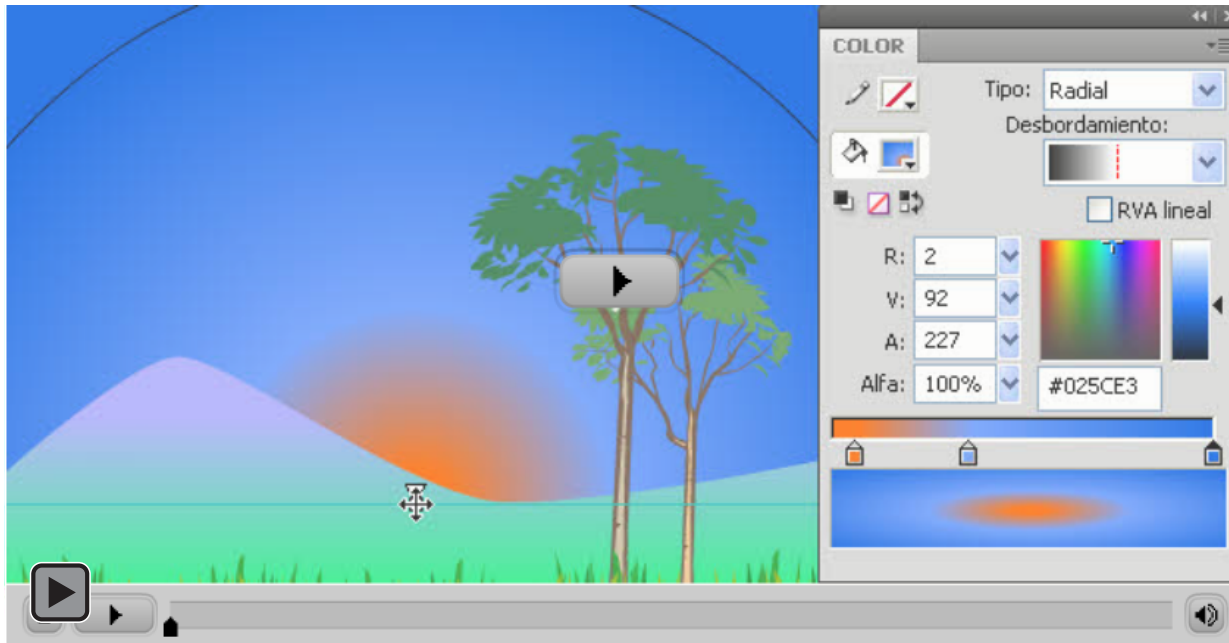 COLOR
Tipo: Radial
Desbordamiento:
RVA lineal
R: 2
V: 92
A: 227
Alfa: 100% #025CE3